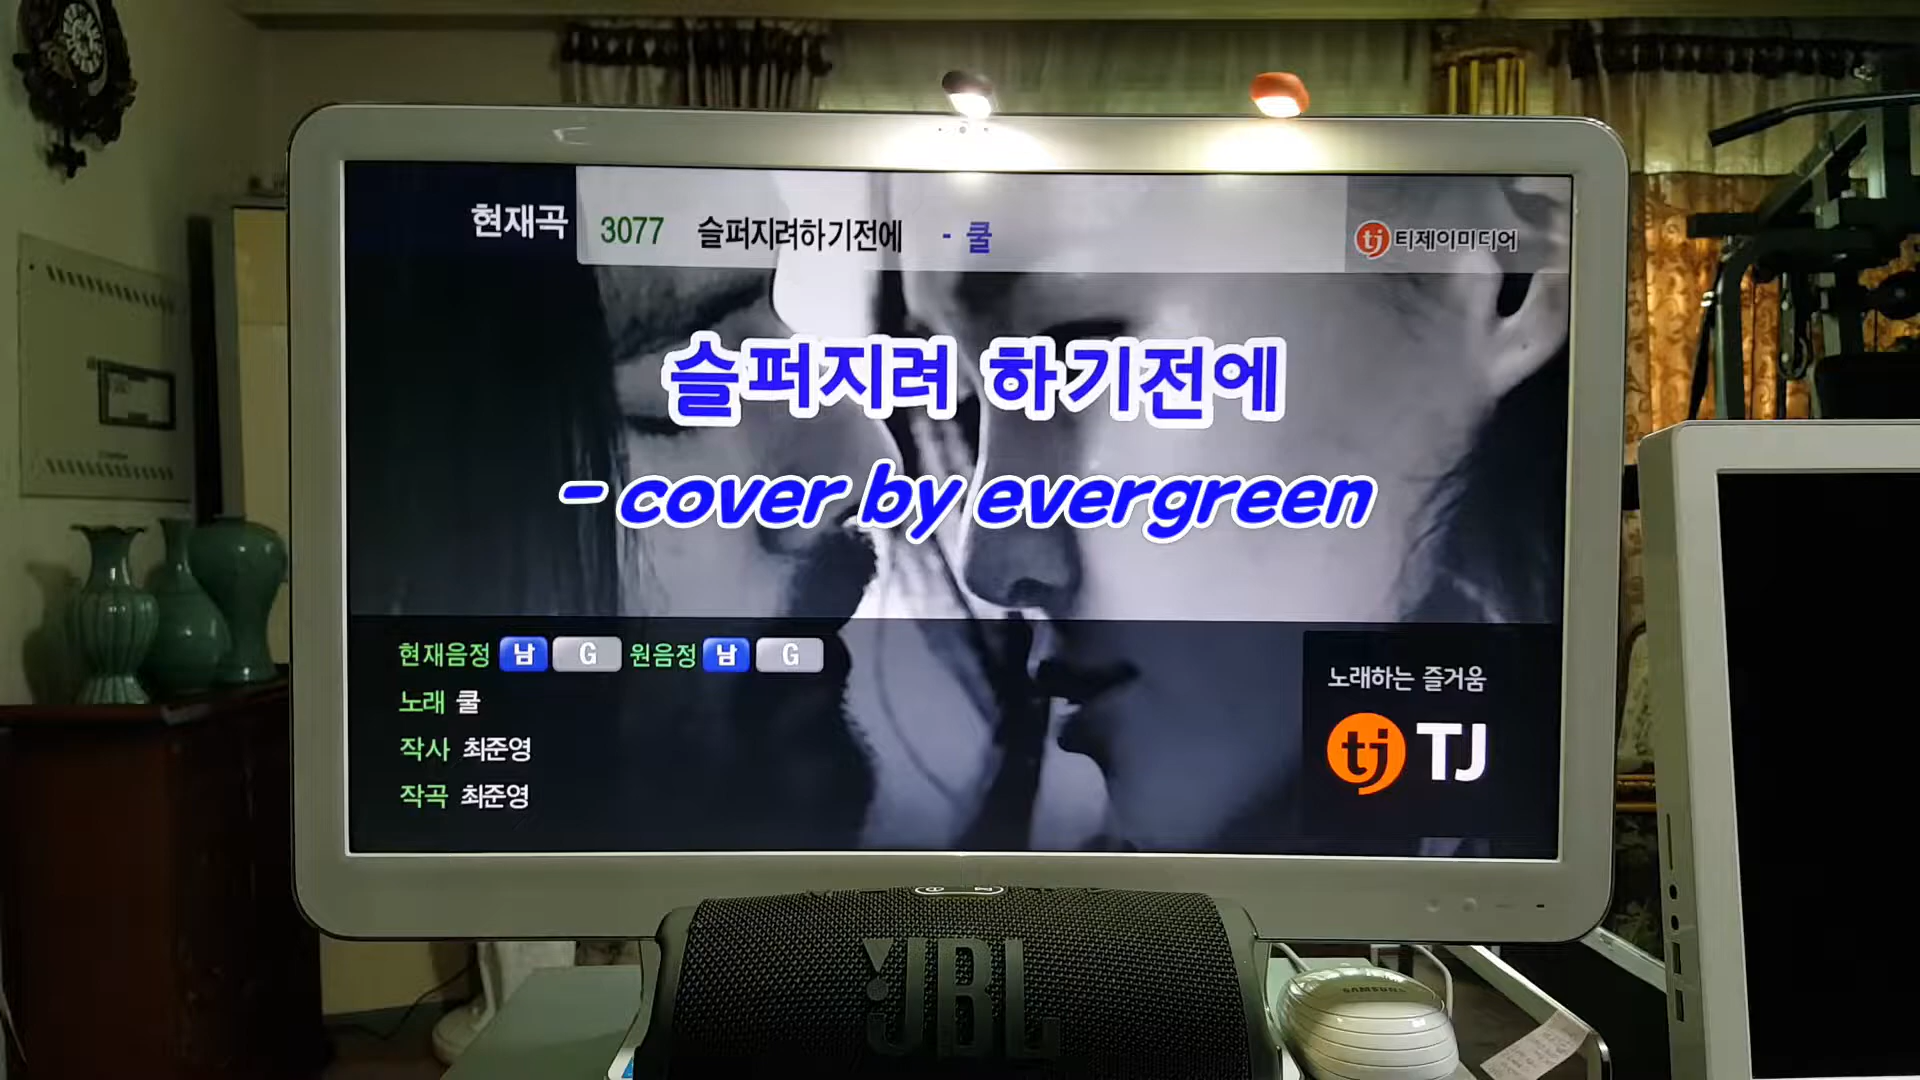 현재곡 3077 슬퍼지려하기전에 - 쿨 tj 티제이미디어
슬퍼지려 하기전에
- cover by evergreen
현재음정 남 G 원음정 남 G
노래 쿨
작사 최준영
작곡 최준영
노래하는 즐거움
tj TJ
JBL
SAMSUNG